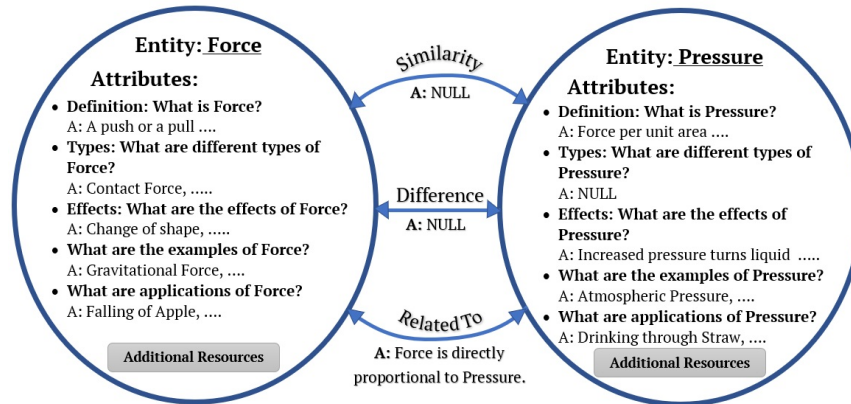 Entity: Force
Attributes:
• Definition: What is Force?
A: A push or a pull ....
• Types: What are different types of
Force?
A: Contact Force, .....
• Effects: What are the effects of Force?
A: Change of shape, .....
• What are the examples of Force?
A: Gravitational Force, ....
• What are applications of Force?
A: Falling of Apple, ....
Additional Resources
Similarity
A: NULL
Difference
A: NULL
Related To
A: Force is directly
proportional to Pressure.
Entity: Pressure
Attributes:
• Definition: What is Pressure?
A: Force per unit area ....
• Types: What are different types of
Pressure?
A: NULL
• Effects: What are the effects of
Pressure?
A: Increased pressure turns liquid .....
• What are the examples of Pressure?
A: Atmospheric Pressure, ....
• What are applications of Pressure?
A: Drinking through Straw, ....
Additional Resources